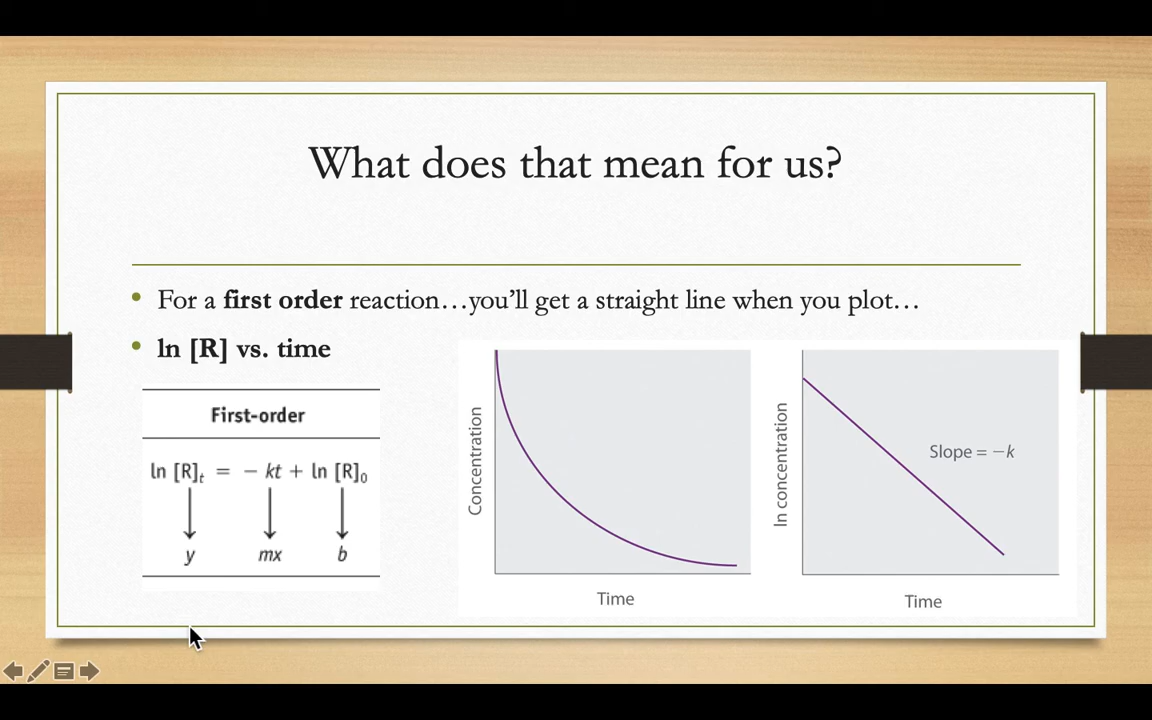 What does that mean for us?
• For a first order reaction…you’ll get a straight line when you plot…
• ln [R] vs. time
First-order
ln [R]ₜ = − kt + ln [R]₀
y mx b
Concentration
Time
ln concentration
Slope = −k
Time